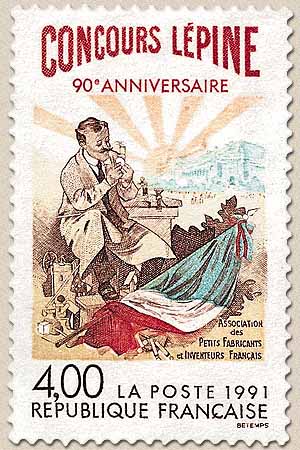 CONCOURS LÉPINE
90e ANNIVERSAIRE
ASSOCIATION
des
PETITS FABRICANTS
et INVENTEURS FRANÇAIS
4,00 LA POSTE 1991
REPUBLIQUE FRANÇAISE
BETEMPS